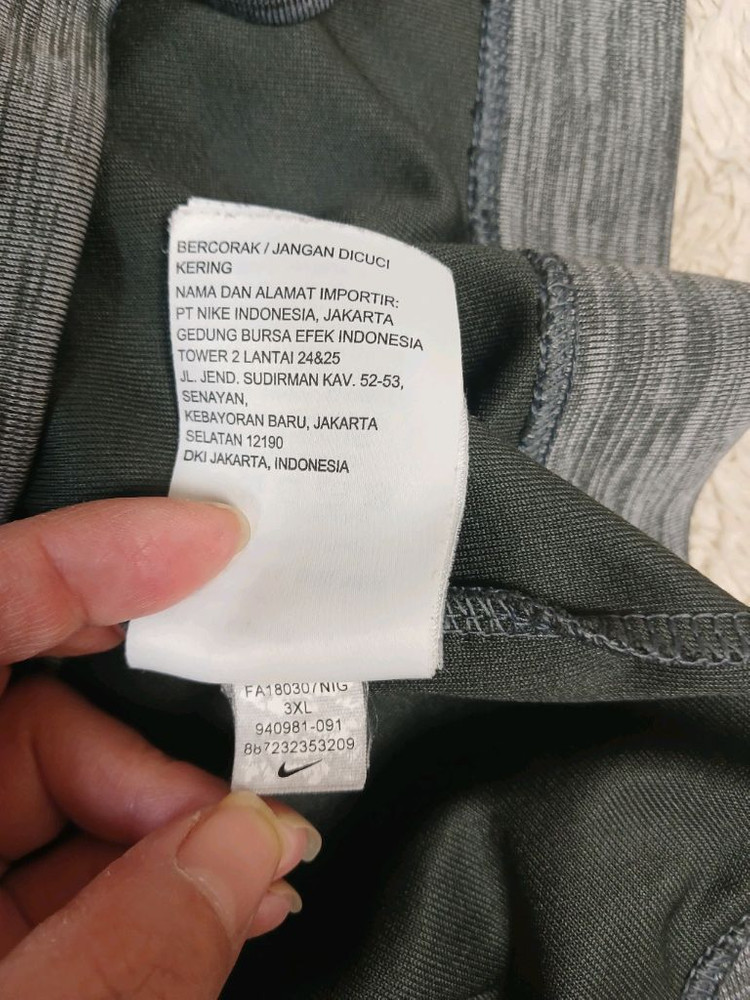 BERCORAK / JANGAN DICUCI
KERING
NAMA DAN ALAMAT IMPORTIR:
PT NIKE INDONESIA, JAKARTA
GEDUNG BURSA EFEK INDONESIA
TOWER 2 LANTAI 24&25
JL. JEND. SUDIRMAN KAV. 52-53,
SENAYAN,
KEBAYORAN BARU, JAKARTA
SELATAN 12190
DKI JAKARTA, INDONESIA
FA180307NIG
3XL
940981-091
887232353209